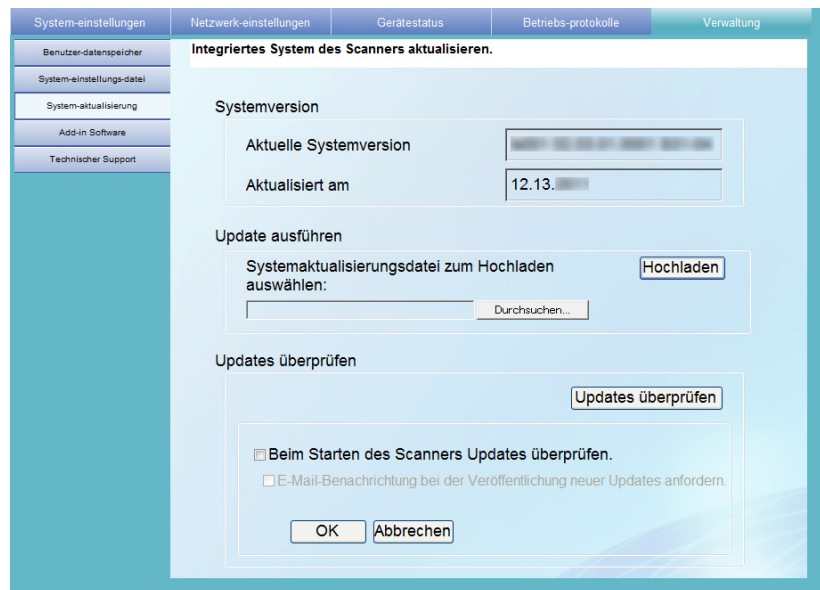 System-einstellungen
Netzwerk-einstellungen
Gerätestatus
Betriebs-protokolle
Verwaltung
Benutzer-datenspeicher
System-einstellungs-datei
System-aktualisierung
Add-in Software
Technischer Support
Integriertes System des Scanners aktualisieren.
Systemversion
Aktuelle Systemversion
Aktualisiert am
12.13.
Update ausführen
Systemaktualisierungsdatei zum Hochladen
auswählen:
Hochladen
Durchsuchen...
Updates überprüfen
Updates überprüfen
Beim Starten des Scanners Updates überprüfen.
E-Mail-Benachrichtung bei der Veröffentlichung neuer Updates anfordern.
OK
Abbrechen